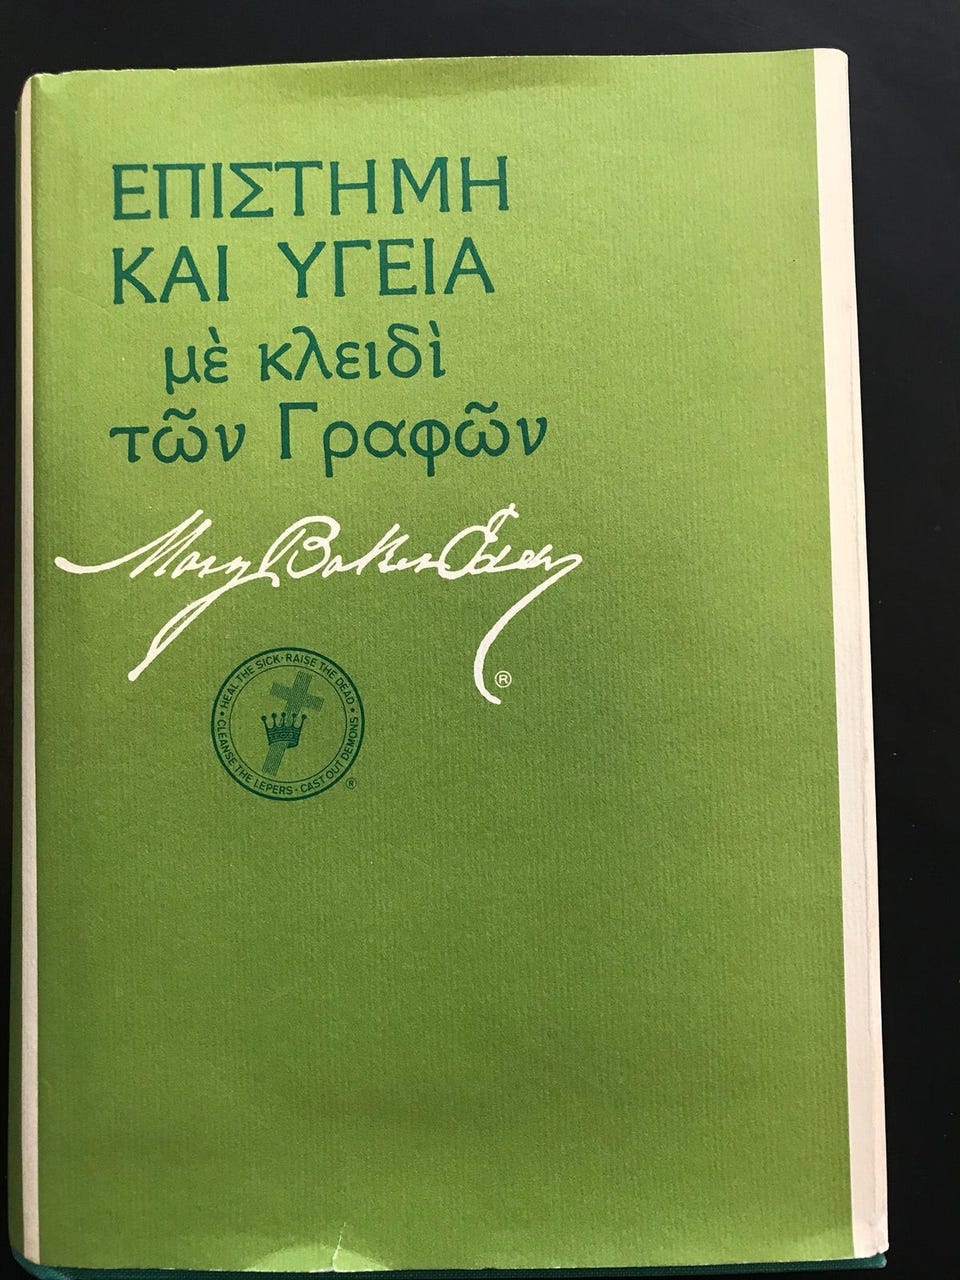 ΕΠΙΣΤΗΜΗ
ΚΑΙ ΥΓΕΙΑ
μὲ κλειδὶ
τῶν Γραφῶν
Mary Baker Eddy
®
HEAL THE SICK · RAISE THE DEAD · CAST OUT DEMONS · CLEANSE THE LEPERS ·
®